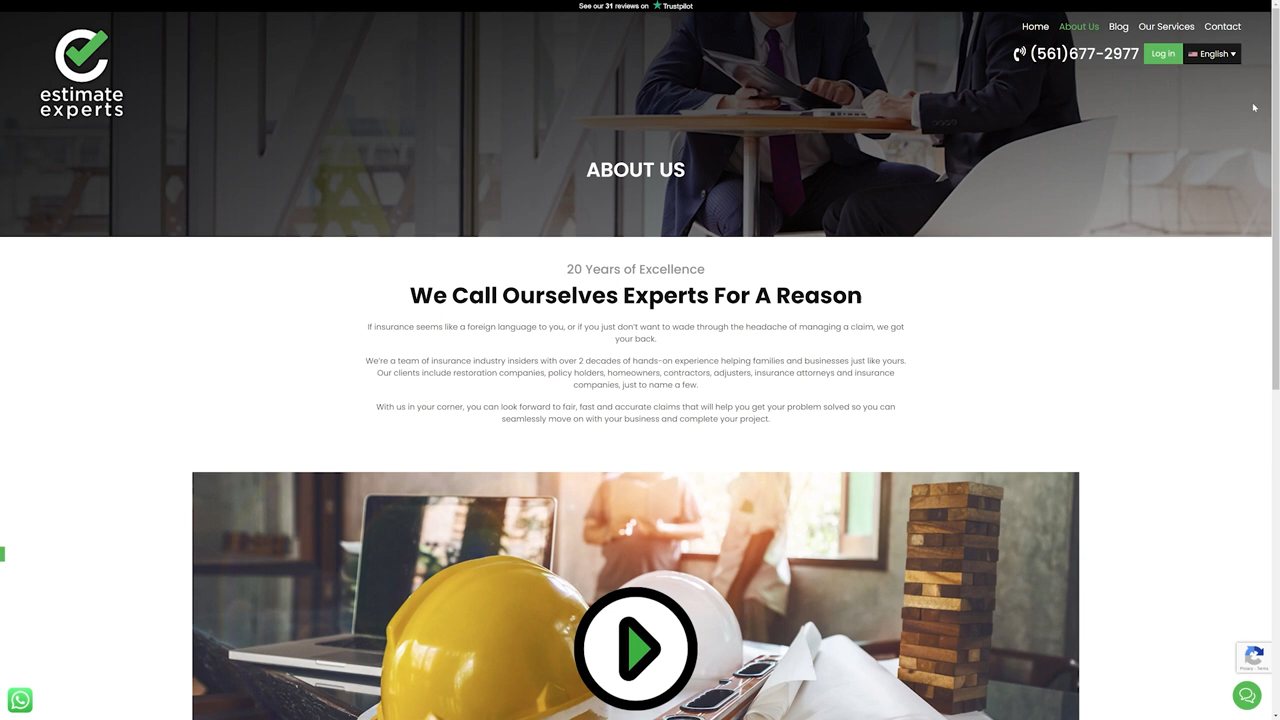 See our 31 reviews on Trustpilot
Home About Us Blog Our Services Contact
(561)677-2977 Log in English
estimate
experts
ABOUT US
20 Years of Excellence
We Call Ourselves Experts For A Reason
If insurance seems like a foreign language to you, or if you just don't want to wade through the headache of managing a claim, we got
your back.
We're a team of insurance industry insiders with over 2 decades of hands-on experience helping families and businesses just like yours.
Our clients include restoration companies, policy holders, homeowners, contractors, adjusters, insurance attorneys and insurance
companies, just to name a few.
With us in your corner, you can look forward to fair, fast and accurate claims that will help you get your problem solved so you can
seamlessly move on with your business and complete your project.
Privacy - Terms